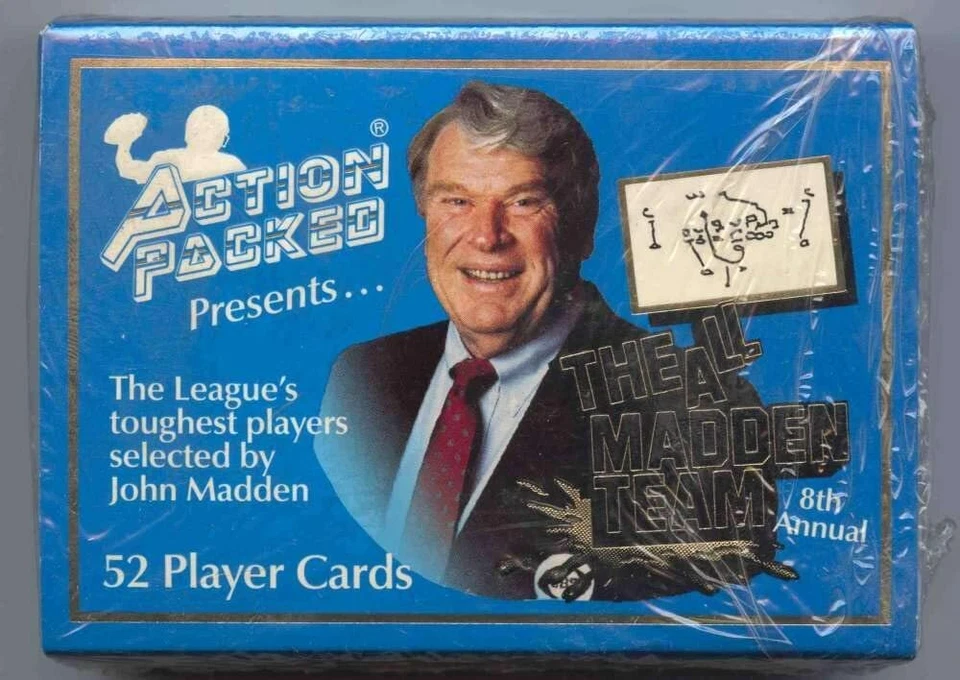 ACTION
PACKED®
Presents...
The League's
toughest players
selected by
John Madden
52 Player Cards
THE ALL
MADDEN
TEAM
8th
Annual